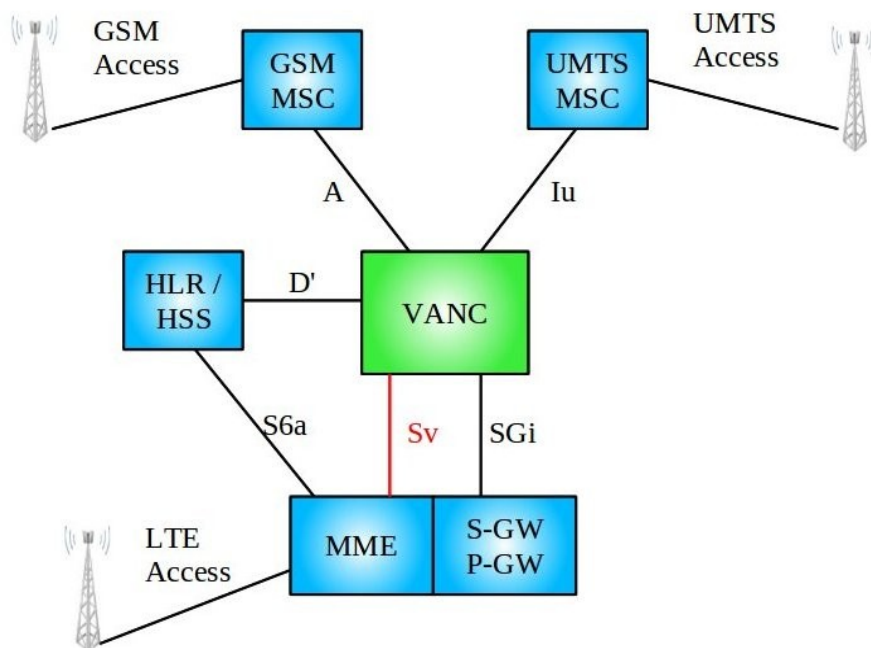 GSM
Access
GSM
MSC
UMTS
MSC
UMTS
Access
A
Iu
HLR /
HSS
D'
VANC
S6a
Sv
SGi
LTE
Access
MME
S-GW
P-GW